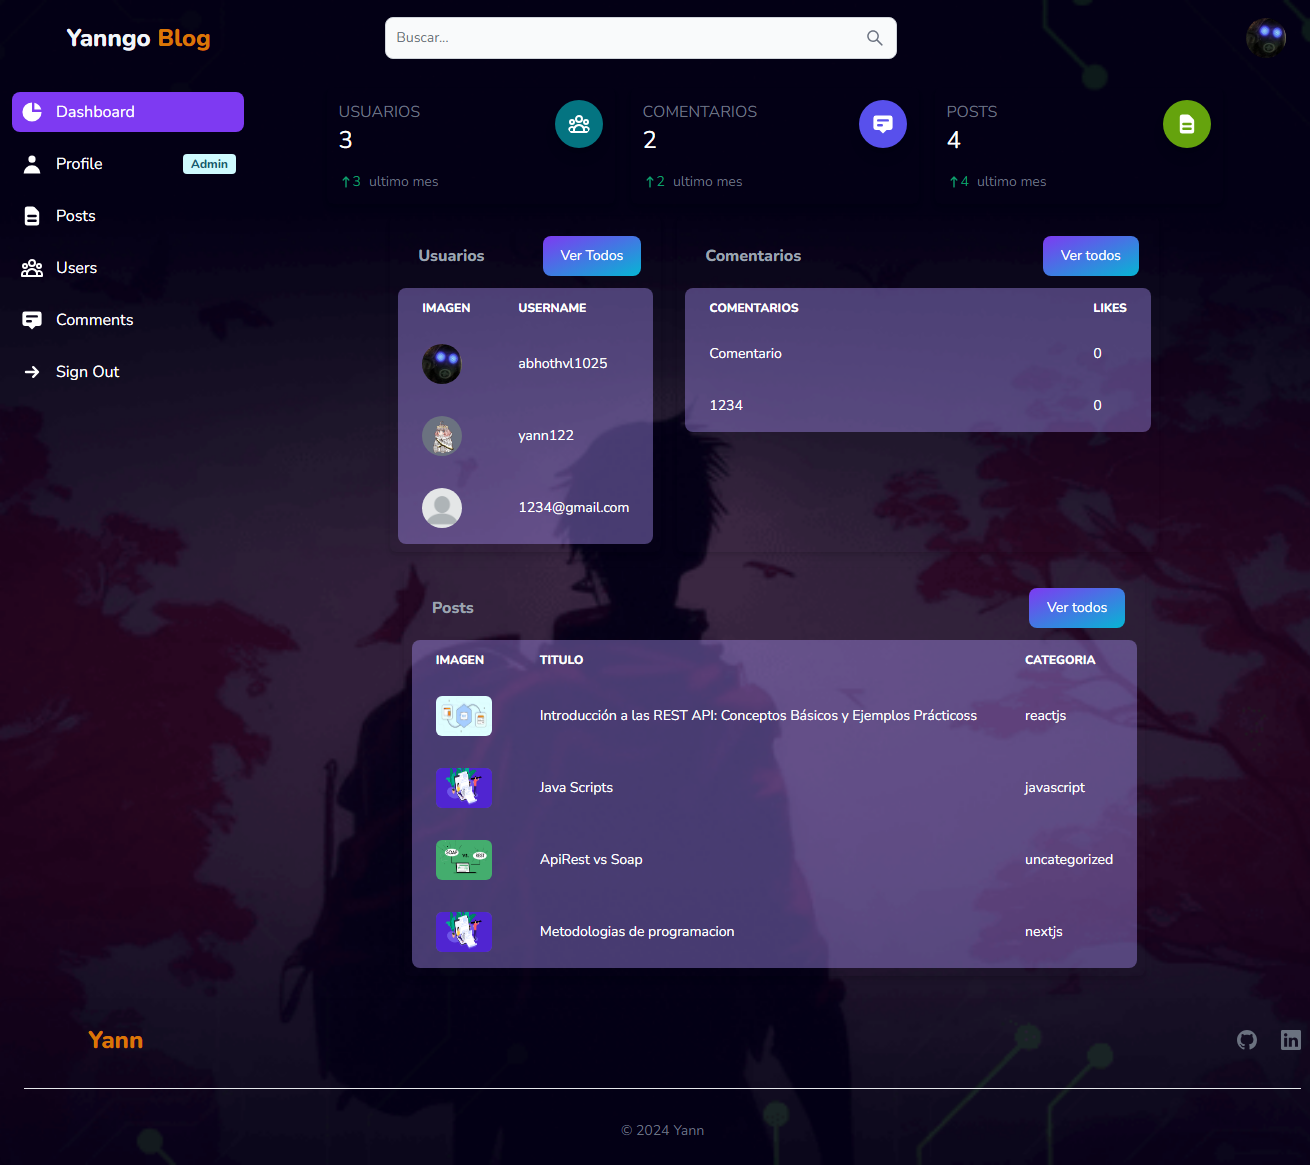 Yanngo Blog
Buscar...
Dashboard
Profile
Admin
Posts
Users
Comments
Sign Out
USUARIOS
3
3 ultimo mes
COMENTARIOS
2
2 ultimo mes
POSTS
4
4 ultimo mes
Usuarios
Ver Todos
IMAGEN USERNAME
abhothvl1025
yann122
1234@gmail.com
Comentarios
Ver todos
COMENTARIOS LIKES
Comentario 0
1234 0
Posts
Ver todos
IMAGEN TITULO CATEGORIA
Introducción a las REST API: Conceptos Básicos y Ejemplos Prácticoss reactjs
Java Scripts javascript
SOAP vs. REST
ApiRest vs Soap uncategorized
Metodologias de programacion nextjs
Yann
© 2024 Yann